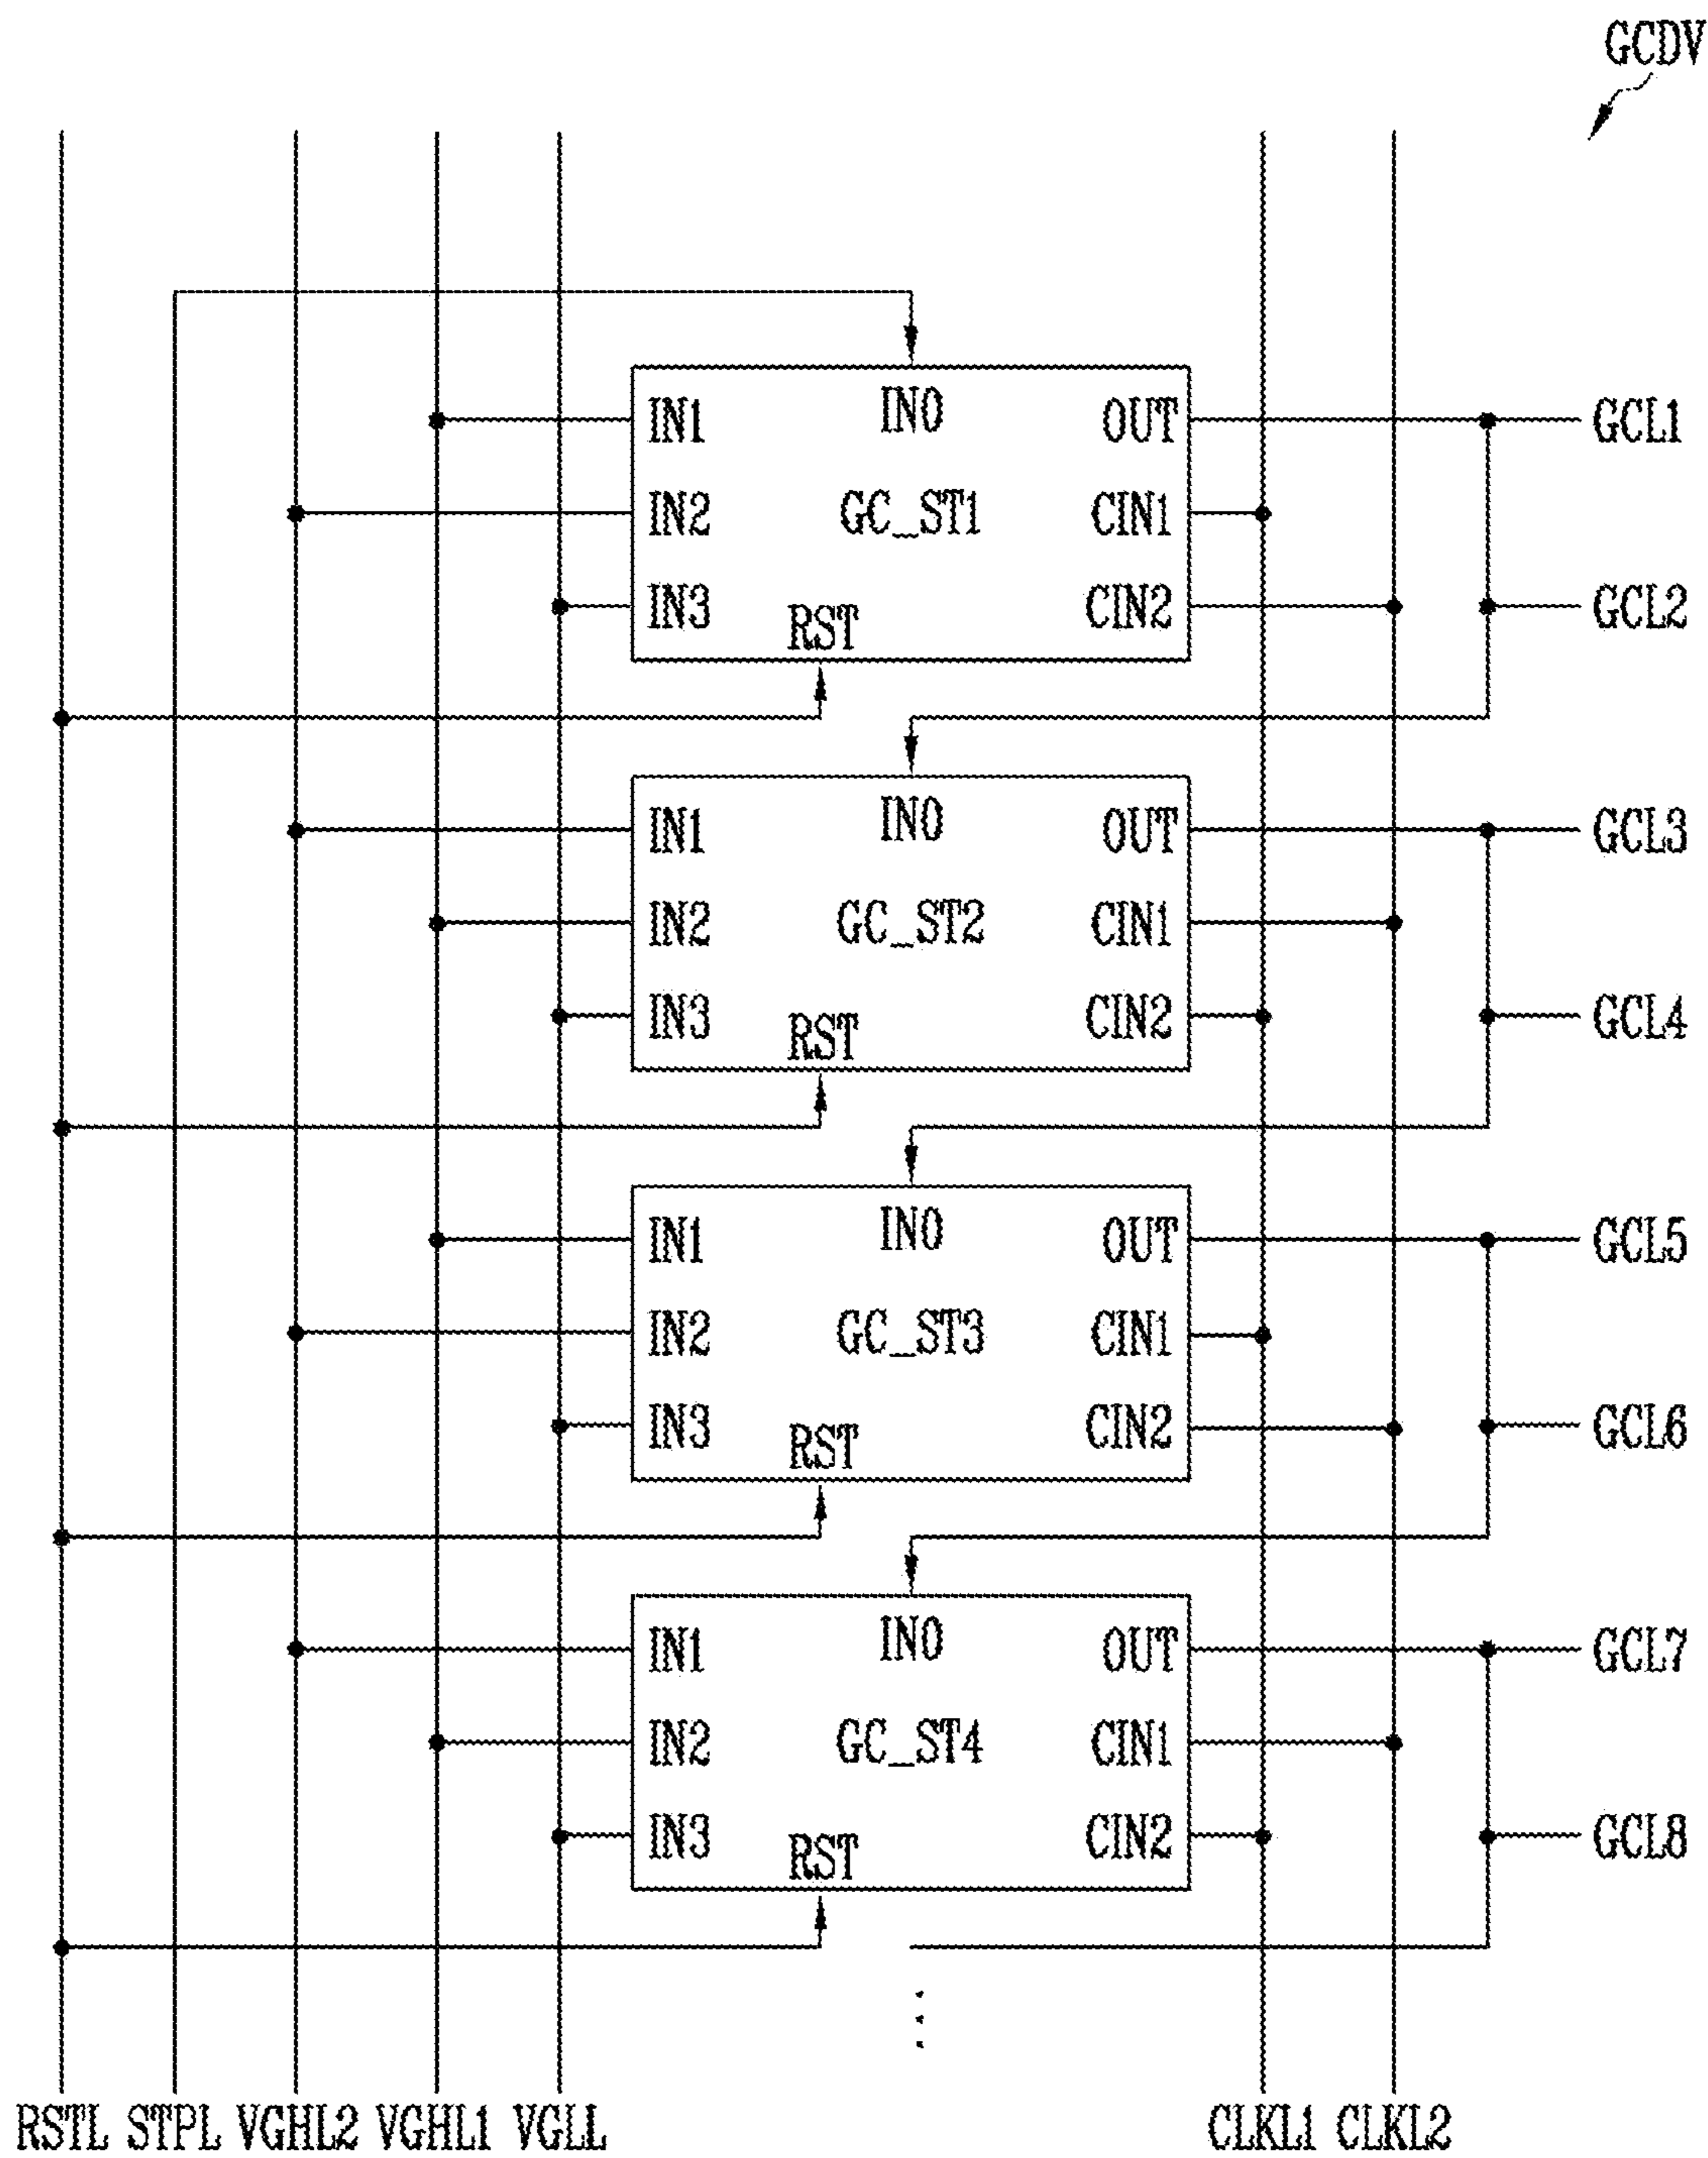 GCDV
IN1 IN0 OUT GCL1
IN2 GC_ST1 CIN1
IN3 RST CIN2 GCL2
IN1 IN0 OUT GCL3
IN2 GC_ST2 CIN1
IN3 RST CIN2 GCL4
IN1 IN0 OUT GCL5
IN2 GC_ST3 CIN1
IN3 RST CIN2 GCL6
IN1 IN0 OUT GCL7
IN2 GC_ST4 CIN1
IN3 RST CIN2 GCL8
RSTL STPL VGHL2 VGHL1 VGLL CLKL1 CLKL2